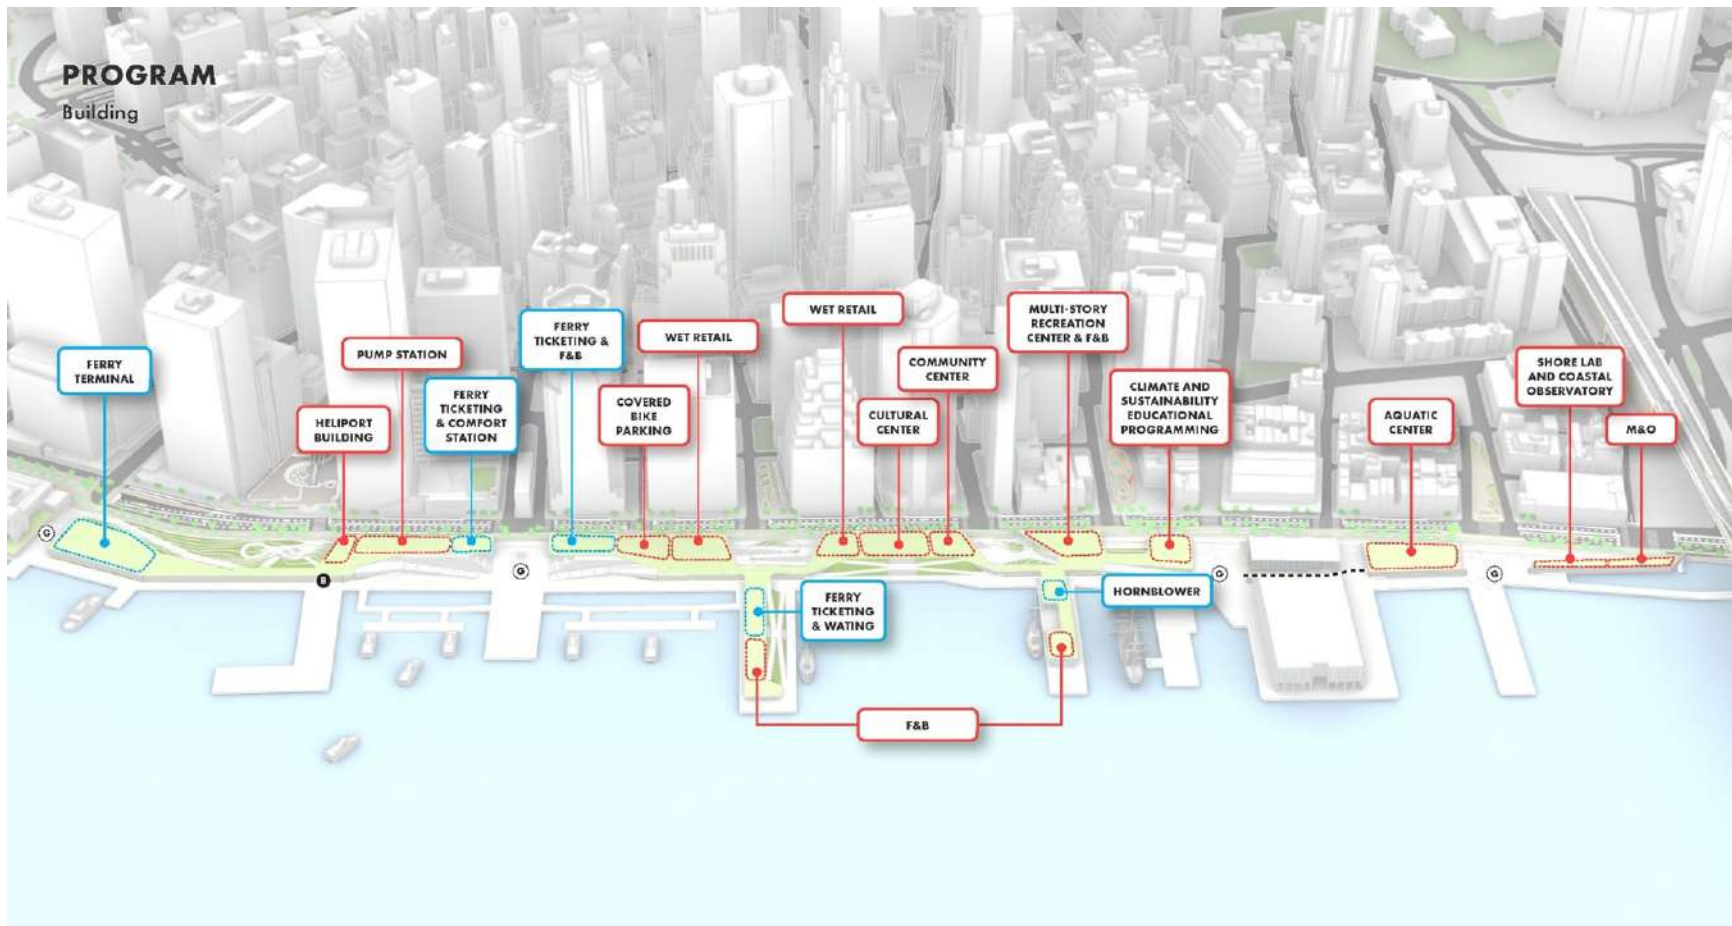 PROGRAM
Building
FERRY
TERMINAL
HELIPORT
BUILDING
PUMP STATION
FERRY
TICKETING
& COMFORT
STATION
FERRY
TICKETING &
F&B
COVERED
BIKE
PARKING
WET RETAIL
WET RETAIL
CULTURAL
CENTER
COMMUNITY
CENTER
MULTI-STORY
RECREATION
CENTER & F&B
CLIMATE AND
SUSTAINABILITY
EDUCATIONAL
PROGRAMMING
AQUATIC
CENTER
SHORE LAB
AND COASTAL
OBSERVATORY
M&O
G
B
G
G
G
FERRY
TICKETING
& WATING
HORNBLOWER
F&B